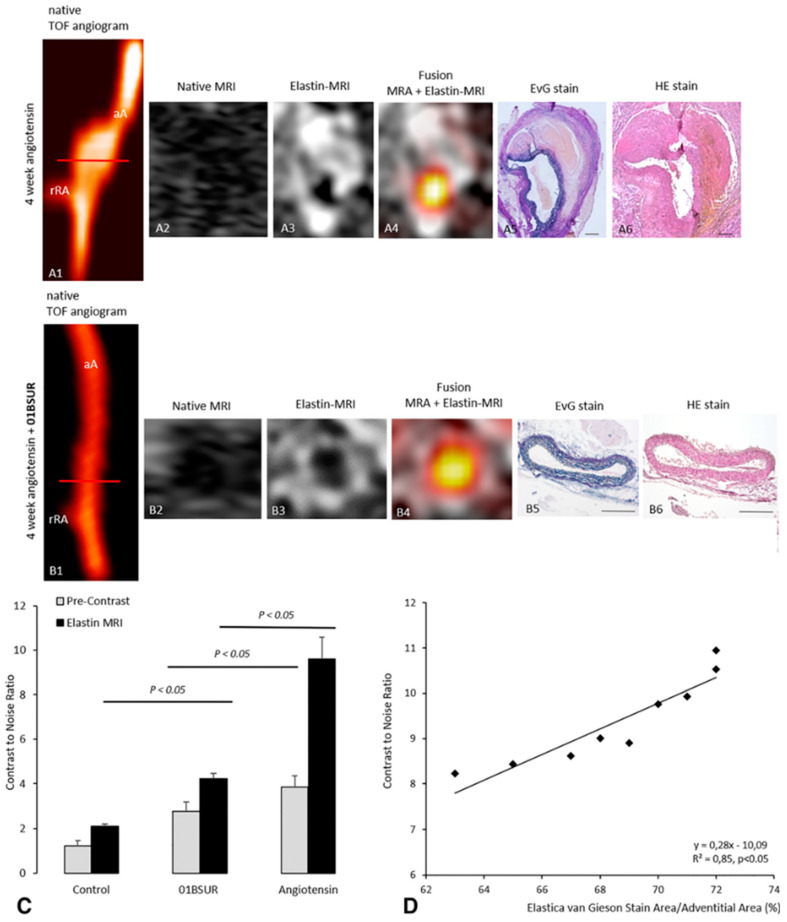 native
TOF angiogram
4 week angiotensin
aA
rRA
A1
Native MRI
A2
Elastin-MRI
A3
Fusion
MRA + Elastin-MRI
A4
EvG stain
A5
HE stain
A6
native
TOF angiogram
4 week angiotensin + 01BSUR
aA
rRA
B1
Native MRI
B2
Elastin-MRI
B3
Fusion
MRA + Elastin-MRI
B4
EvG stain
B5
HE stain
B6
Contrast to Noise Ratio
12
10
8
6
4
2
0
Pre-Contrast
Elastin MRI
P < 0.05
P < 0.05
P < 0.05
Control
01BSUR
Angiotensin
C
Contrast to Noise Ratio
12
11
10
9
8
7
6
y = 0,28x - 10,09
R² = 0,85, p<0.05
62
64
66
68
70
72
74
Elastica van Gieson Stain Area/Adventitial Area (%)
D